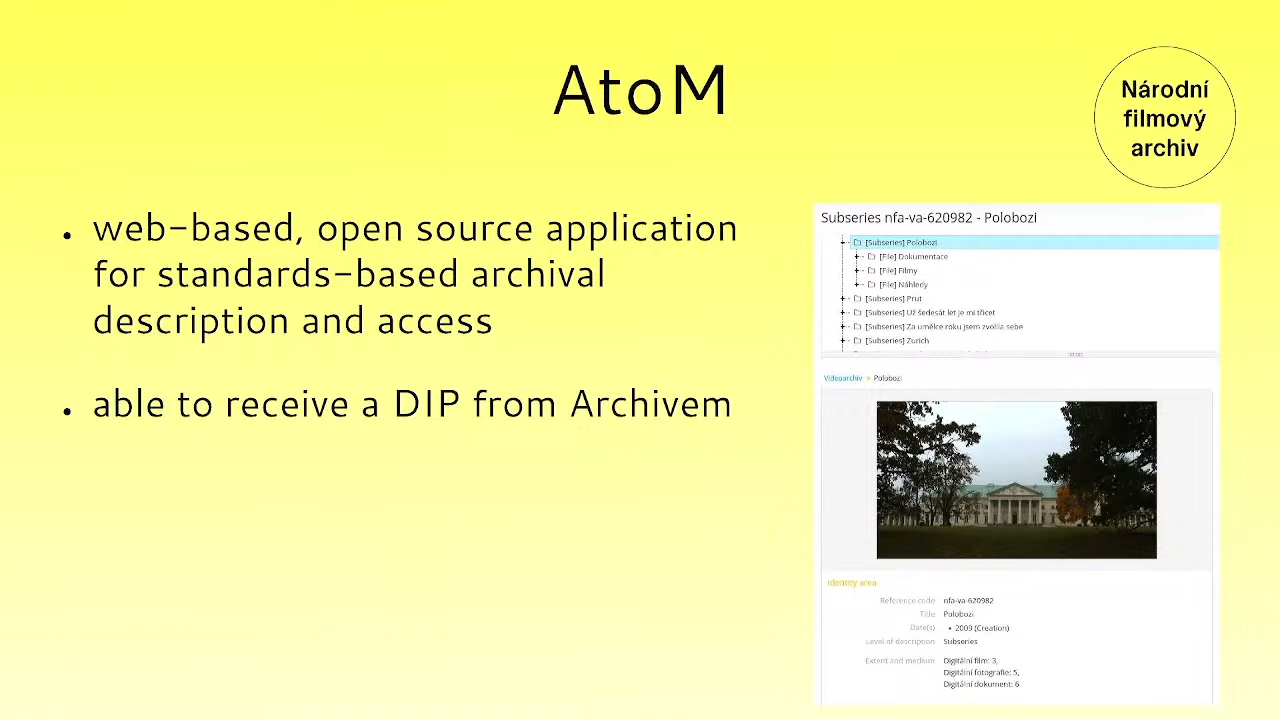 AtoM
Národní
filmový
archiv
• web-based, open source application
for standards-based archival
description and access
• able to receive a DIP from Archivem
Subseries nfa-va-620982 - Polobozi
[Subseries] Polobozi
[File] Dokumentace
[File] Filmy
[File] Náhledy
[Subseries] Prut
[Subseries] Už šedesát let je mi třicet
[Subseries] Za umělce roku jsem zvolila sebe
[Subseries] Zurich
Videoarchiv » Polobozi
Identity area
Reference code nfa-va-620982
Title Polobozi
Date(s) • 2009 (Creation)
Level of description Subseries
Extent and medium Digitální film: 3,
Digitální fotografie: 5,
Digitální dokument: 6